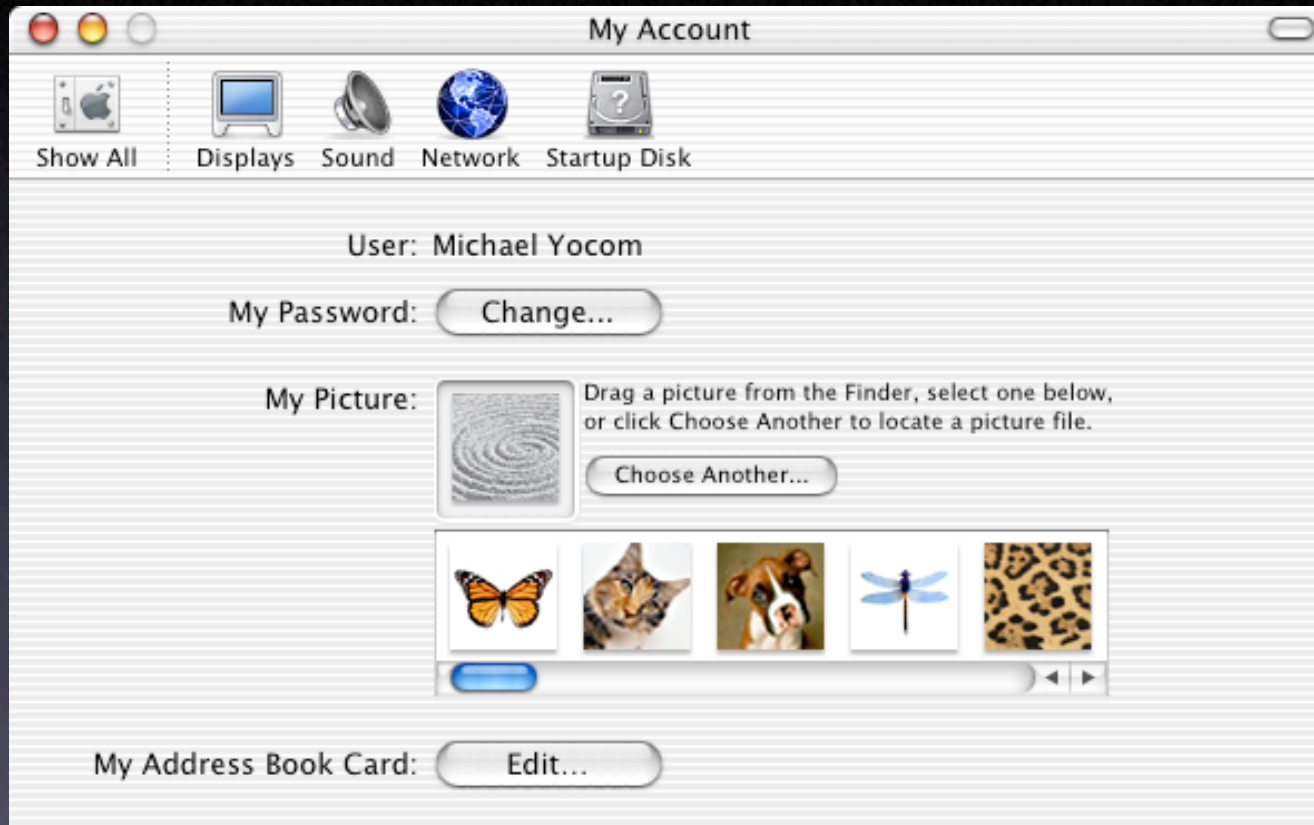 My Account
Show All Displays Sound Network Startup Disk
User: Michael Yocom
My Password: Change...
My Picture:
Drag a picture from the Finder, select one below,
or click Choose Another to locate a picture file.
Choose Another...
My Address Book Card: Edit...